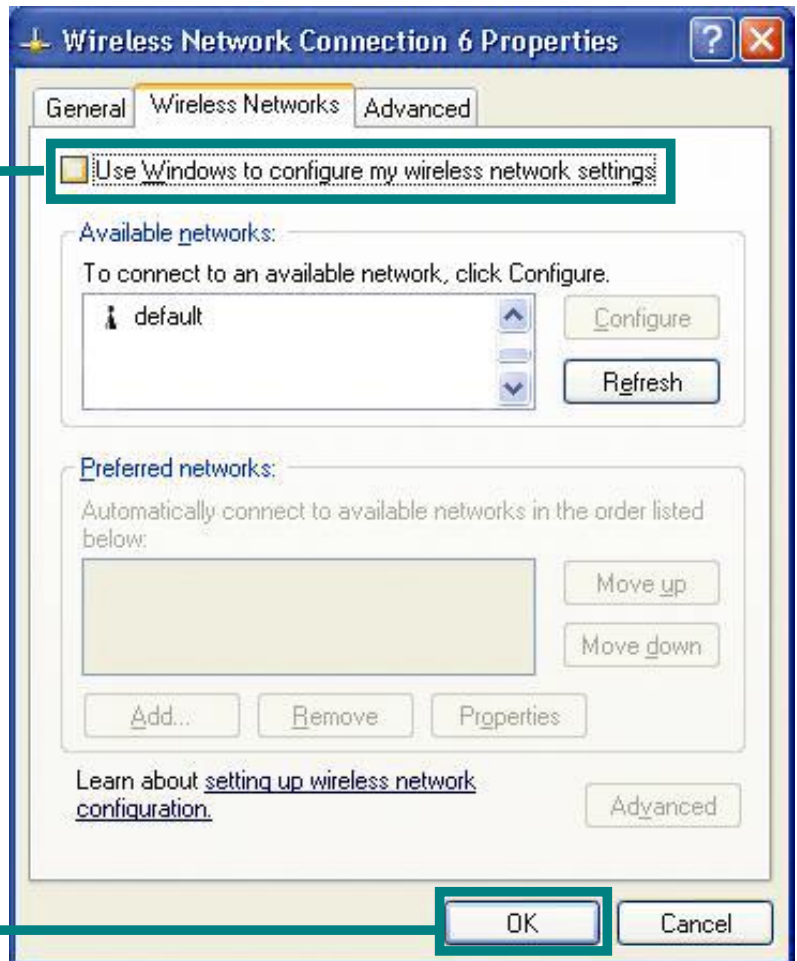 Wireless Network Connection 6 Properties
?
General Wireless Networks Advanced
Use Windows to configure my wireless network settings
Available networks:
To connect to an available network, click Configure.
default
Configure
Refresh
Preferred networks:
Automatically connect to available networks in the order listed
below:
Move up
Move down
Add... Remove Properties
Learn about setting up wireless network
configuration.
Advanced
OK Cancel